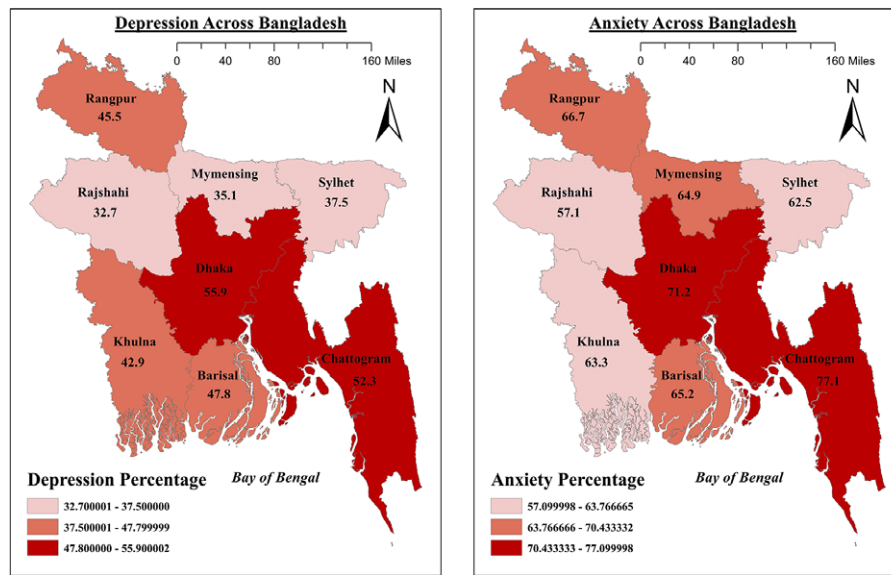 Depression Across Bangladesh
0 40 80 160 Miles
N
Rangpur
45.5
Mymensing
35.1
Sylhet
37.5
Rajshahi
32.7
Dhaka
55.9
Khulna
42.9
Chattogram
52.3
Barisal
47.8
Depression Percentage
Bay of Bengal
32.700001 - 37.500000
37.500001 - 47.799999
47.800000 - 55.900002
Anxiety Across Bangladesh
0 20 40 80 160 Miles
N
Rangpur
66.7
Mymensing
64.9
Sylhet
62.5
Rajshahi
57.1
Dhaka
71.2
Khulna
63.3
Chattogram
77.1
Barisal
65.2
Anxiety Percentage
Bay of Bengal
57.099998 - 63.766665
63.766666 - 70.433332
70.433333 - 77.099998